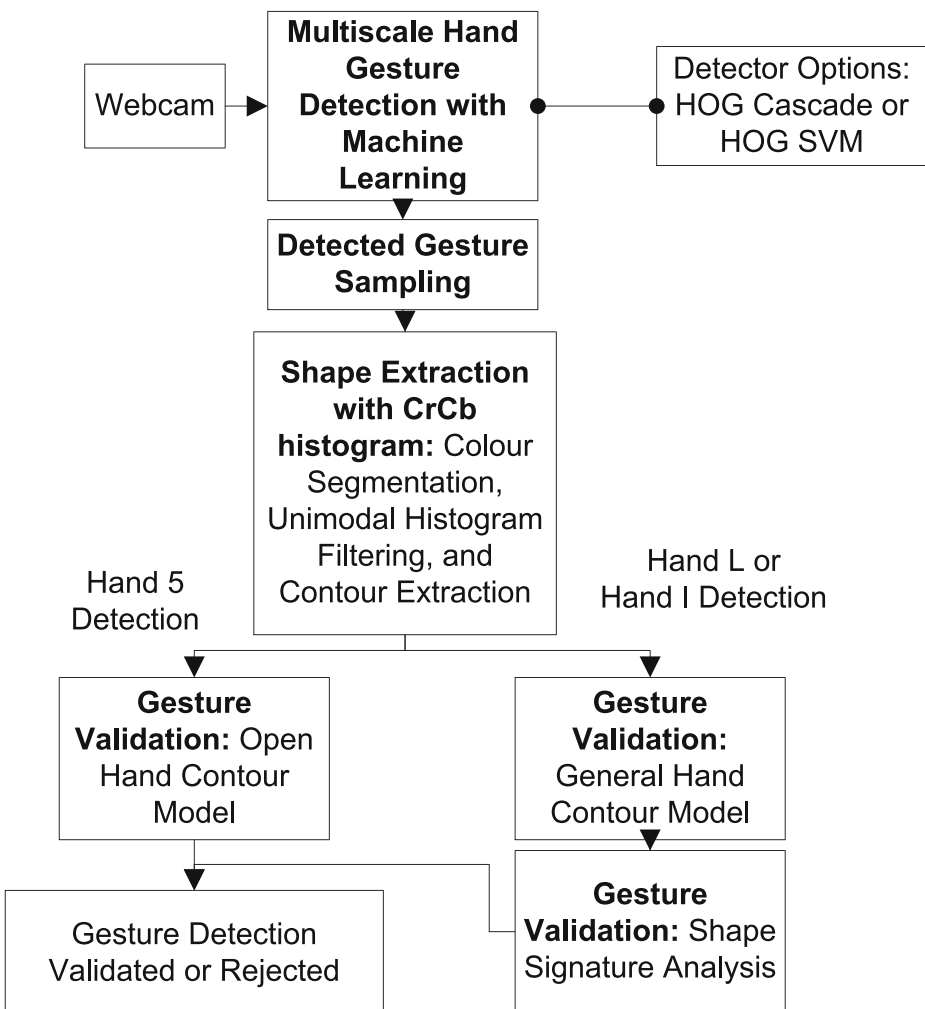 Webcam
Multiscale Hand
Gesture
Detection with
Machine
Learning
Detector Options:
HOG Cascade or
HOG SVM
Detected Gesture
Sampling
Shape Extraction
with CrCb
histogram: Colour
Segmentation,
Unimodal Histogram
Filtering, and
Contour Extraction
Hand 5
Detection
Hand L or
Hand I Detection
Gesture
Validation: Open
Hand Contour
Model
Gesture
Validation:
General Hand
Contour Model
Gesture
Validation: Shape
Signature Analysis
Gesture Detection
Validated or Rejected